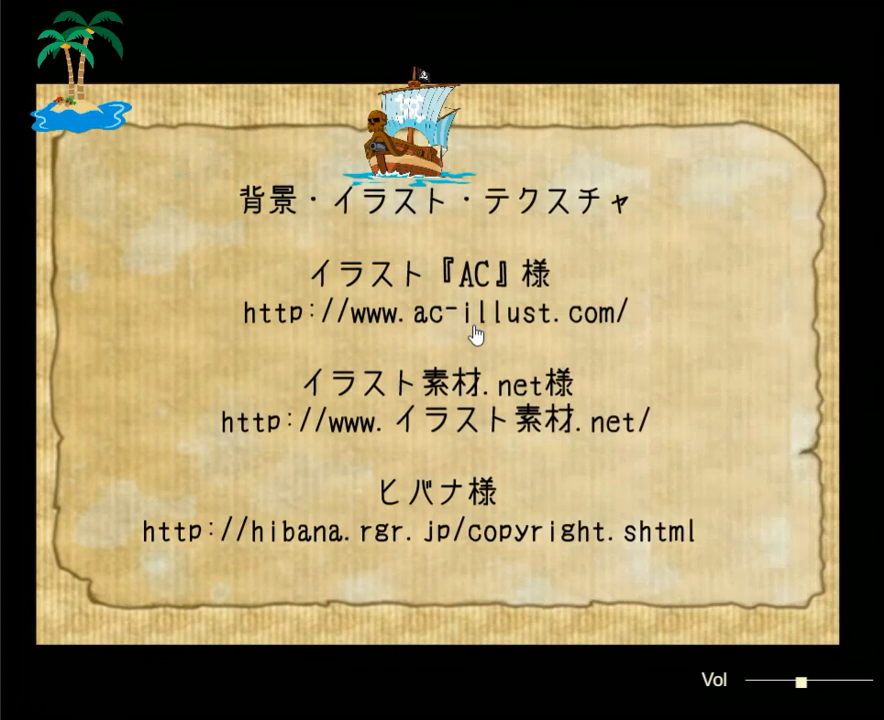 背景・イラスト・テクスチャ
イラスト『AC』様
http://www.ac-illust.com/
イラスト素材.net様
http://www.イラスト素材.net/
ヒバナ様
http://hibana.rgr.jp/copyright.shtml
Vol